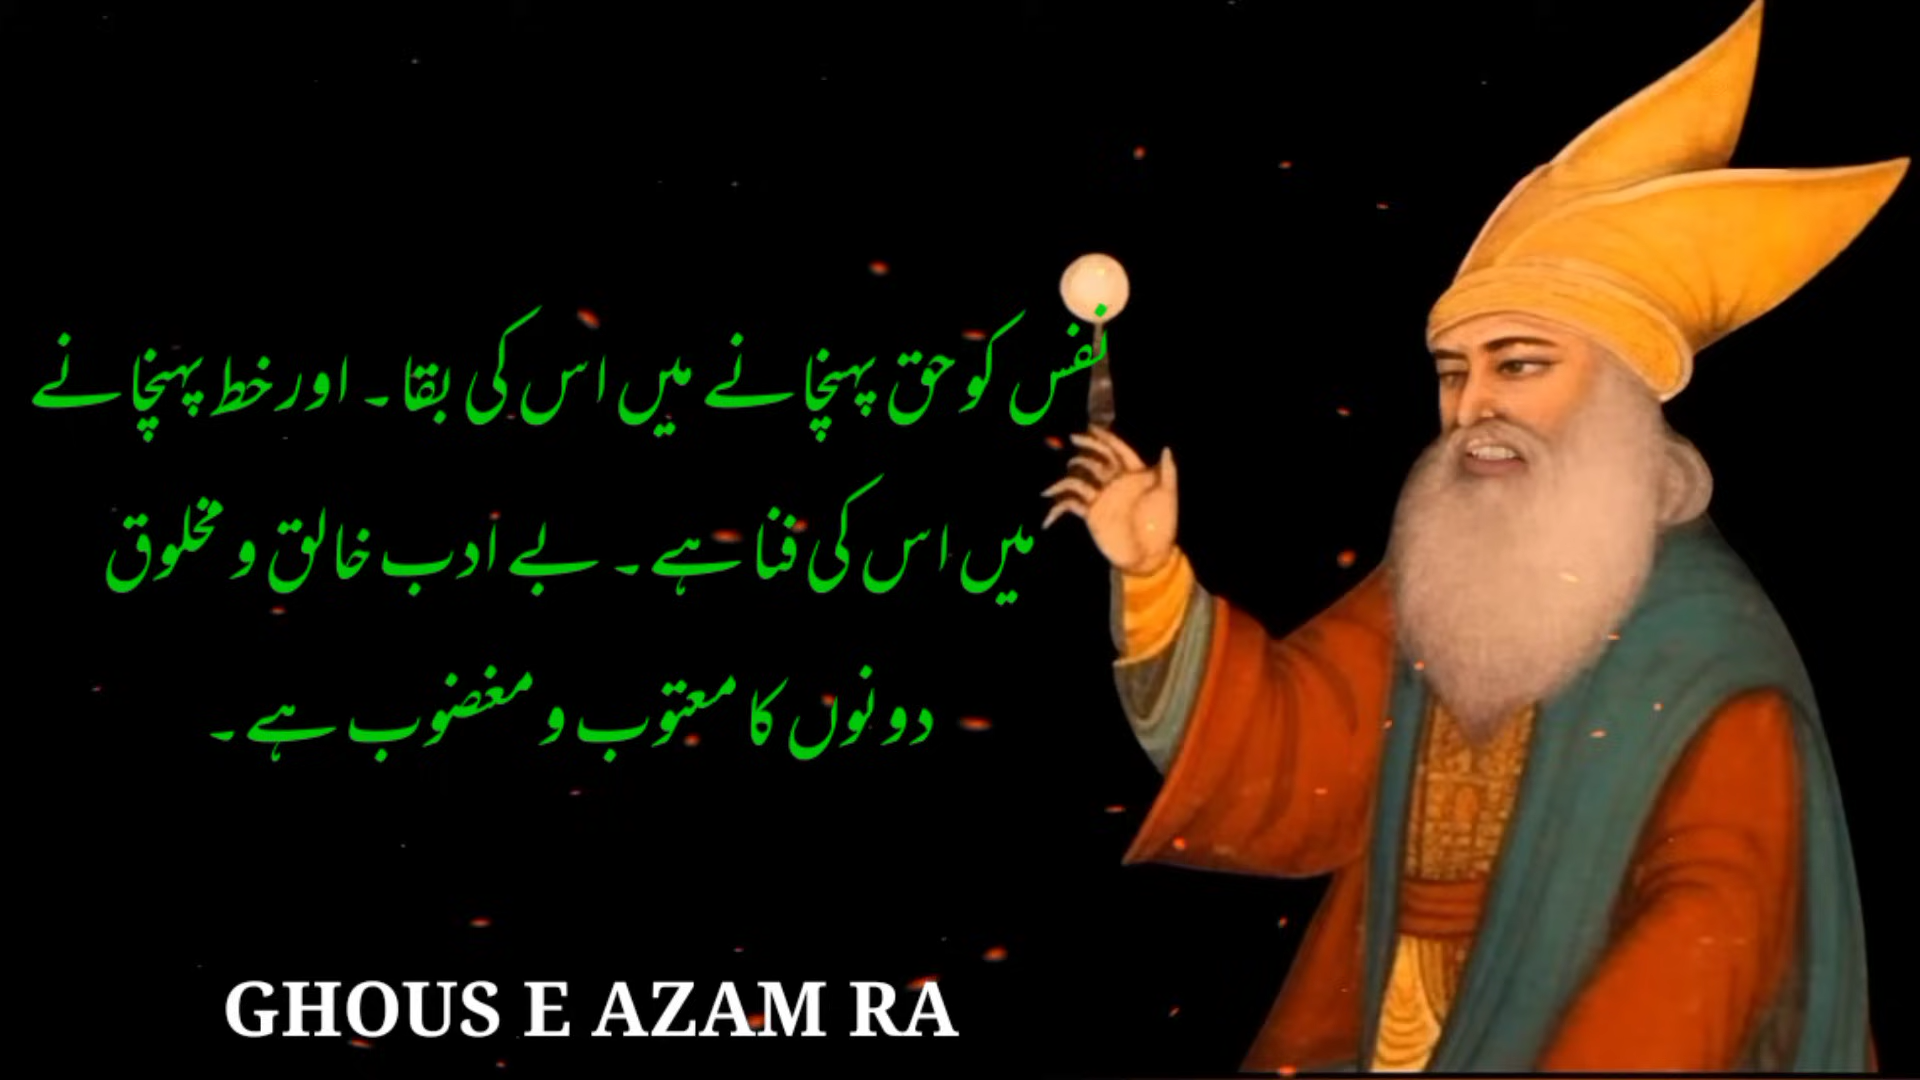 نفس کو حق پہنچانے میں اس کی بقا۔ اور خط پہنچانے
میں اس کی فنا ہے۔ بے ادب خالق و مخلوق
دونوں کا معتوب و مغضوب ہے۔
GHOUS E AZAM RA